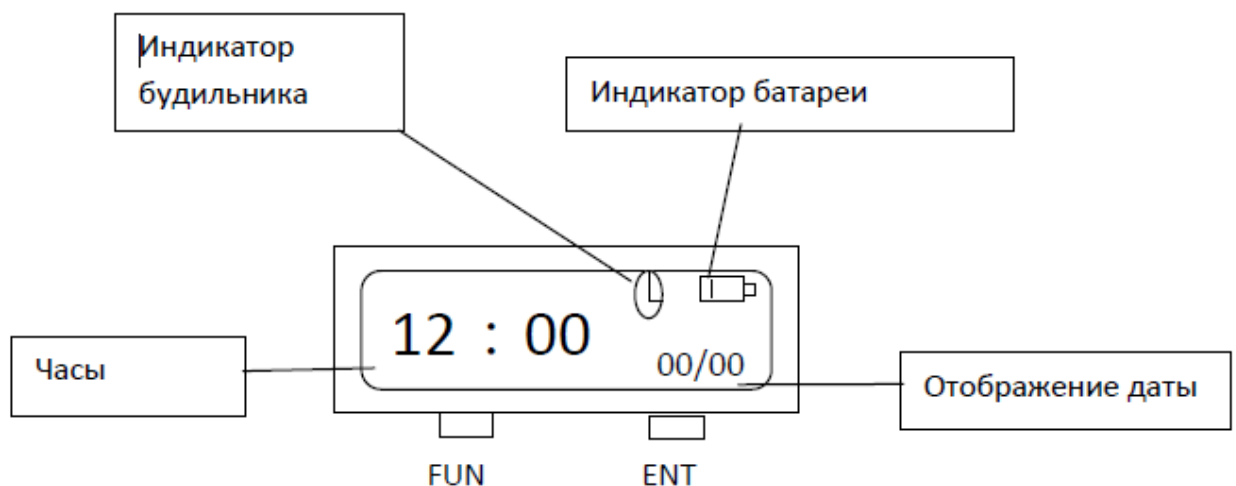 Индикатор
будильника
Индикатор батареи
12 : 00
00/00
Часы
Отображение даты
FUN
ENT